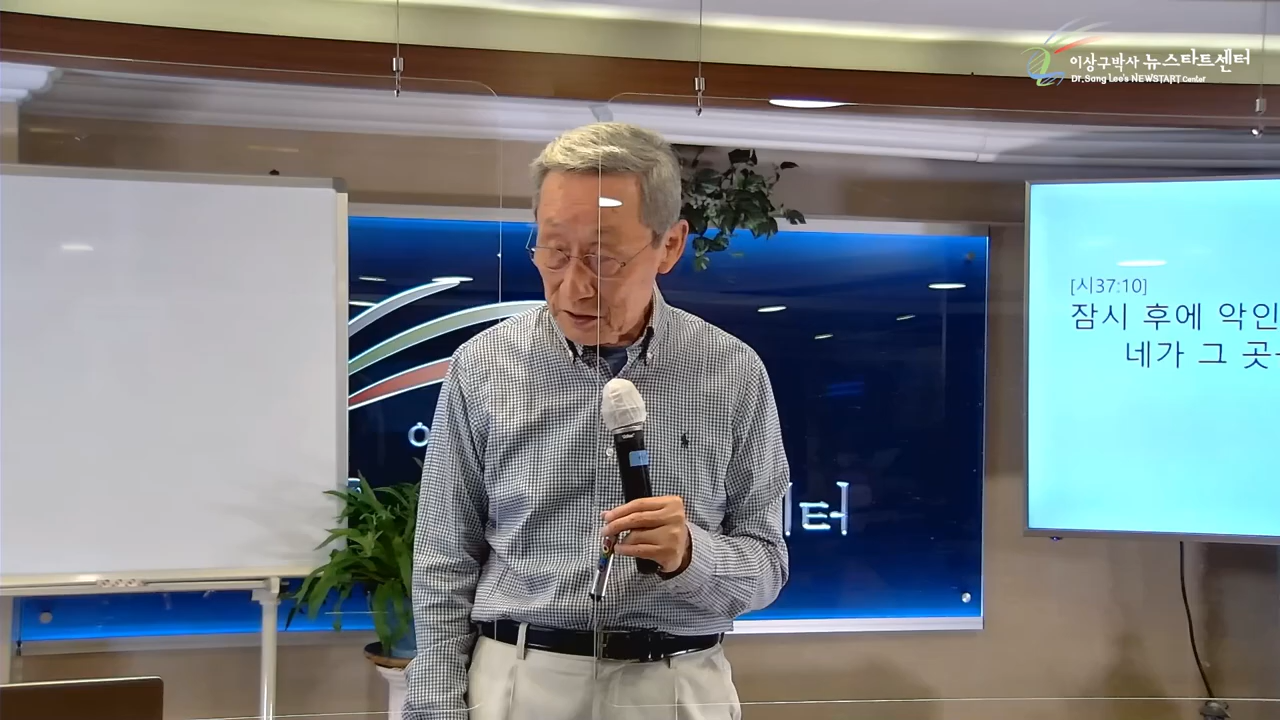 이상구박사 뉴스타트센터
Dr. Sang Lee's NEWSTART Center
[시37:10]
잠시 후에 악인
네가 그 곳
터